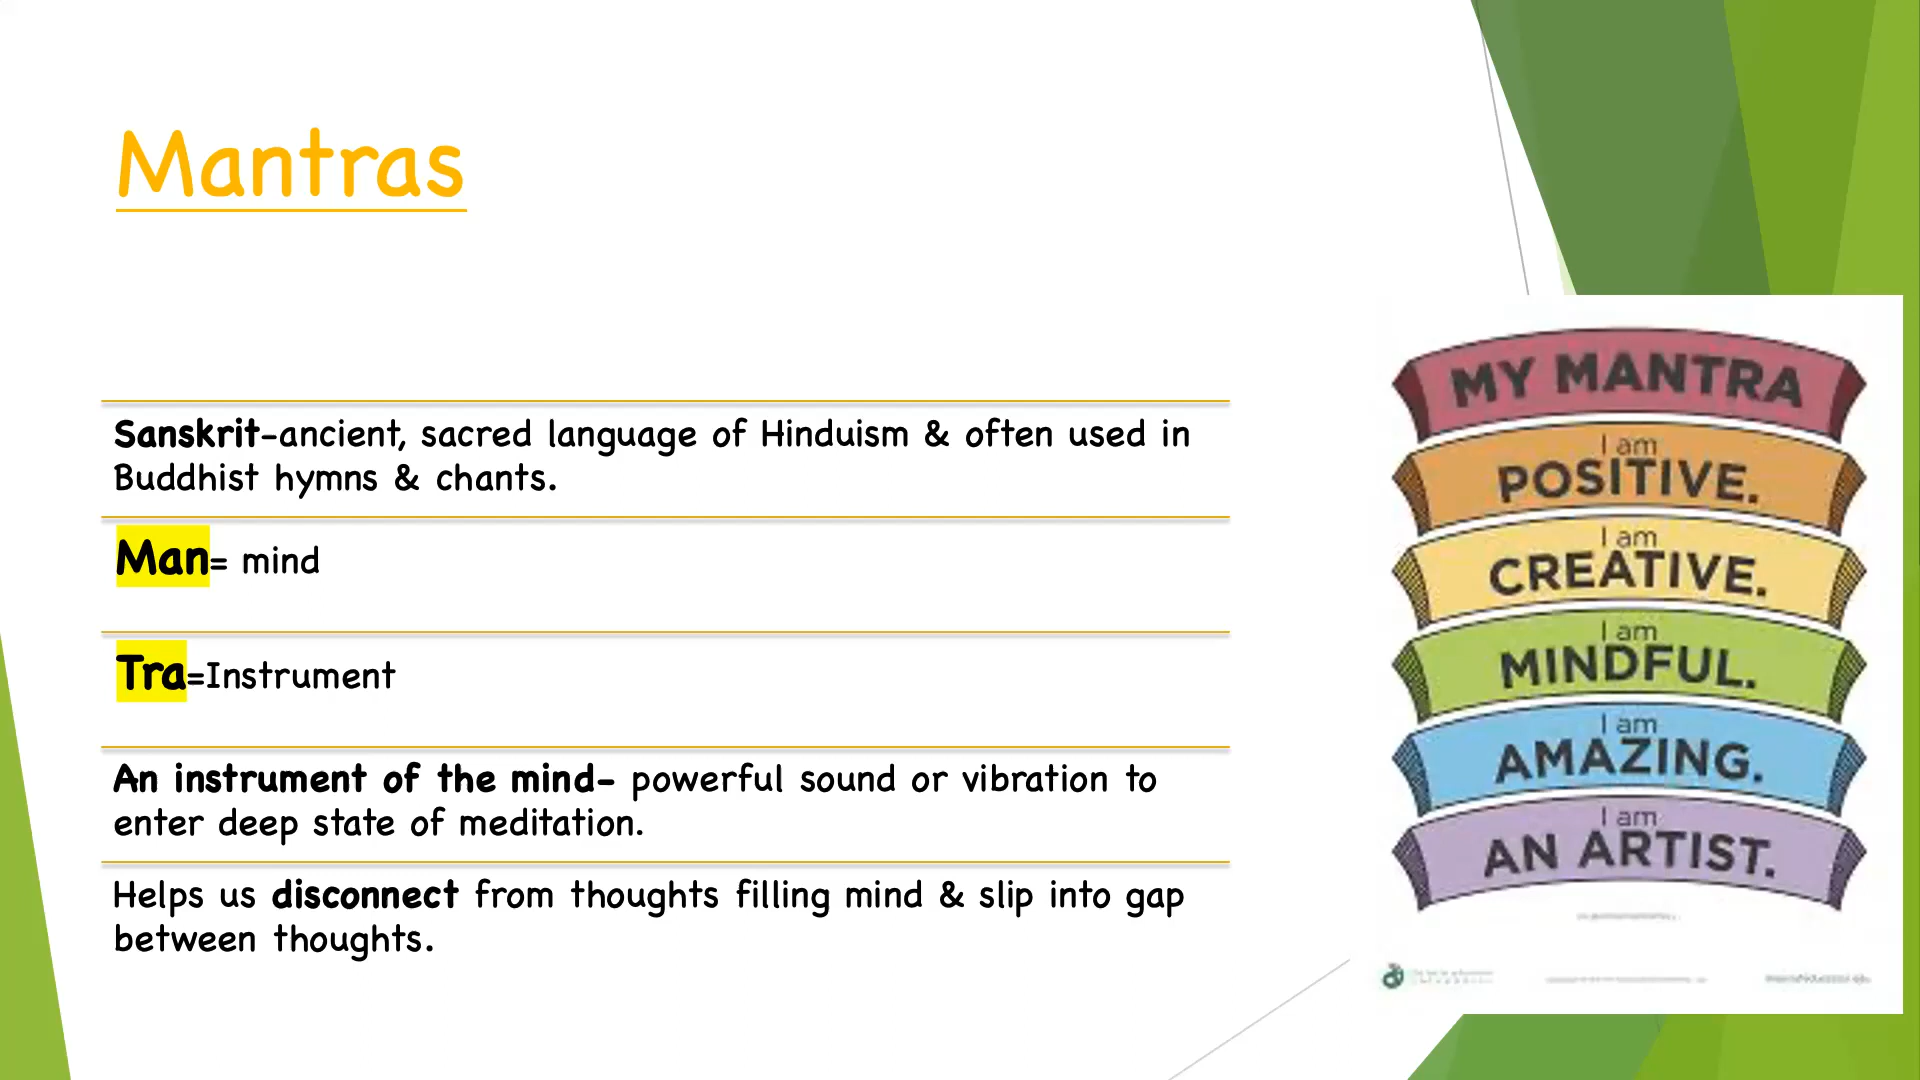 Mantras
Sanskrit-ancient, sacred language of Hinduism & often used in
Buddhist hymns & chants.
Man= mind
Tra=Instrument
An instrument of the mind- powerful sound or vibration to
enter deep state of meditation.
Helps us disconnect from thoughts filling mind & slip into gap
between thoughts.
MY MANTRA
I am
POSITIVE.
I am
CREATIVE.
I am
MINDFUL.
I am
AMAZING.
I am
AN ARTIST.